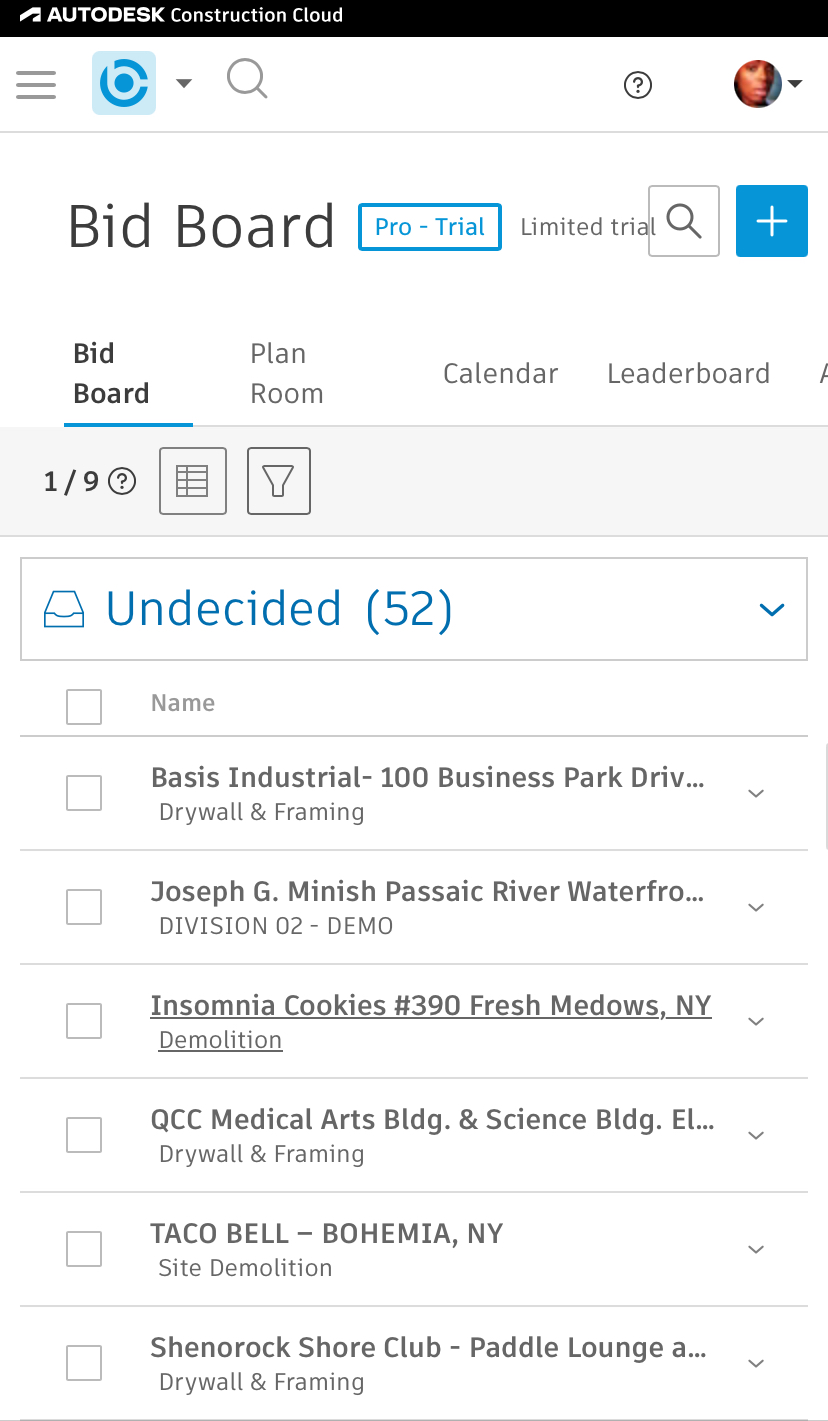 AUTODESK Construction Cloud
Bid Board
Pro - Trial
Limited trial
Bid
Board
Plan
Room
Calendar
Leaderboard
1 / 9
Undecided (52)
Name
Basis Industrial- 100 Business Park Driv...
Drywall & Framing
Joseph G. Minish Passaic River Waterfro...
DIVISION 02 - DEMO
Insomnia Cookies #390 Fresh Medows, NY
Demolition
QCC Medical Arts Bldg. & Science Bldg. El...
Drywall & Framing
TACO BELL – BOHEMIA, NY
Site Demolition
Shenorock Shore Club - Paddle Lounge a...
Drywall & Framing